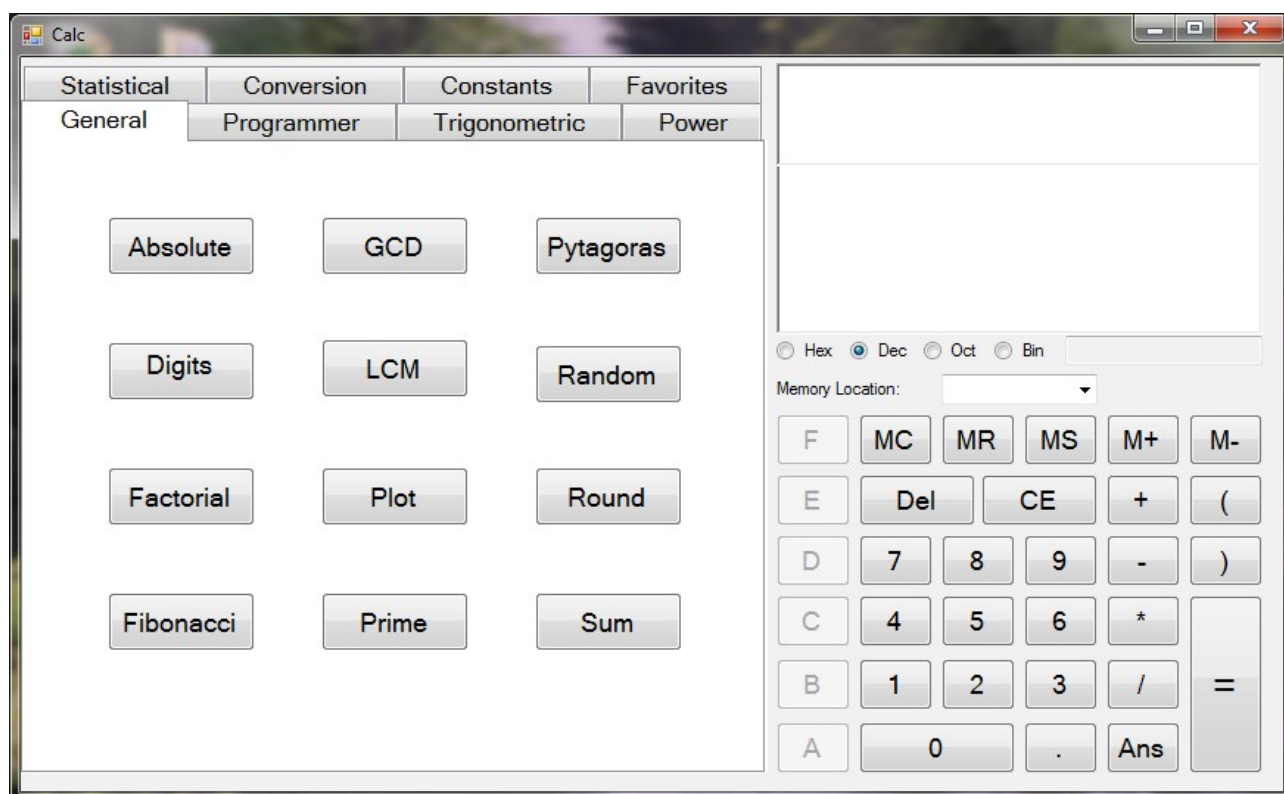 Calc
Statistical Conversion Constants Favorites
General Programmer Trigonometric Power
Absolute GCD Pytagoras
Digits LCM Random
Factorial Plot Round
Fibonacci Prime Sum
Hex Dec Oct Bin
Memory Location:
F MC MR MS M+ M-
E Del CE + (
D 7 8 9 - )
C 4 5 6 *
B 1 2 3 / =
A 0 . Ans